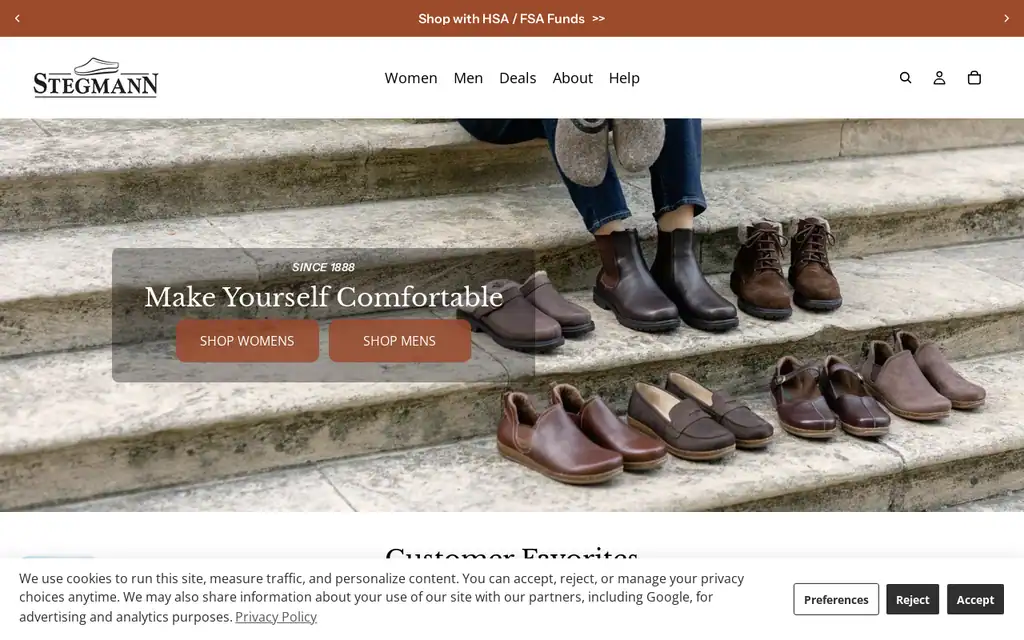 Shop with HSA / FSA Funds >>
STEGMANN
Women Men Deals About Help
SINCE 1888
Make Yourself Comfortable
SHOP WOMENS SHOP MENS
Customer Favorites
We use cookies to run this site, measure traffic, and personalize content. You can accept, reject, or manage your privacy
choices anytime. We may also share information about your use of our site with our partners, including Google, for
advertising and analytics purposes. Privacy Policy
Preferences Reject Accept